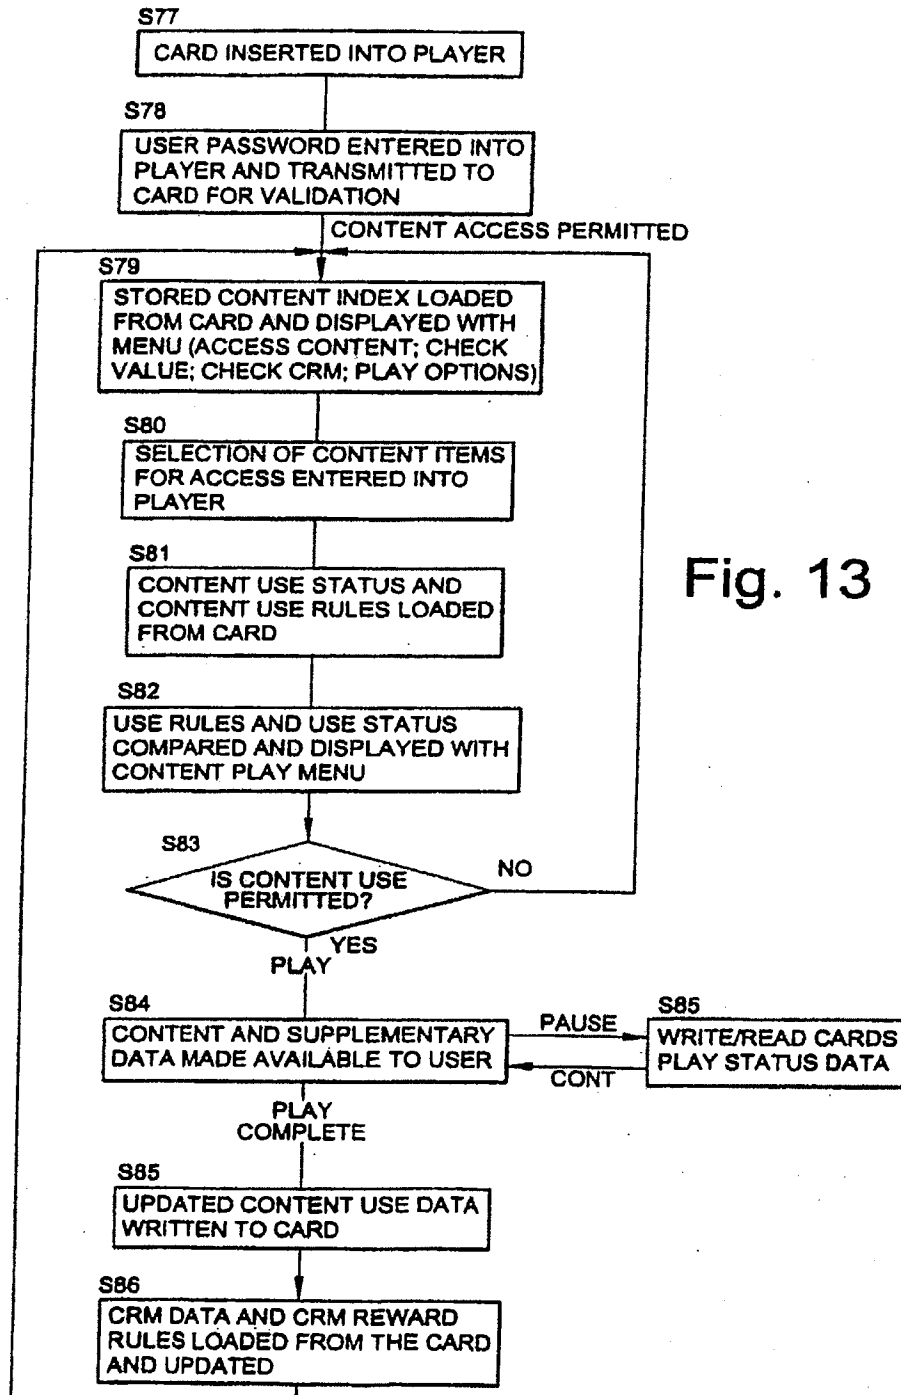 S77
CARD INSERTED INTO PLAYER
S78
USER PASSWORD ENTERED INTO
PLAYER AND TRANSMITTED TO
CARD FOR VALIDATION
CONTENT ACCESS PERMITTED
S79
STORED CONTENT INDEX LOADED
FROM CARD AND DISPLAYED WITH
MENU (ACCESS CONTENT; CHECK
VALUE; CHECK CRM; PLAY OPTIONS)
S80
SELECTION OF CONTENT ITEMS
FOR ACCESS ENTERED INTO
PLAYER
S81
CONTENT USE STATUS AND
CONTENT USE RULES LOADED
FROM CARD
Fig. 13
S82
USE RULES AND USE STATUS
COMPARED AND DISPLAYED WITH
CONTENT PLAY MENU
S83
IS CONTENT USE
PERMITTED?
NO
YES
PLAY
S84
CONTENT AND SUPPLEMENTARY
DATA MADE AVAILABLE TO USER
PAUSE
CONT
S85
WRITE/READ CARDS
PLAY STATUS DATA
PLAY
COMPLETE
S85
UPDATED CONTENT USE DATA
WRITTEN TO CARD
S86
CRM DATA AND CRM REWARD
RULES LOADED FROM THE CARD
AND UPDATED